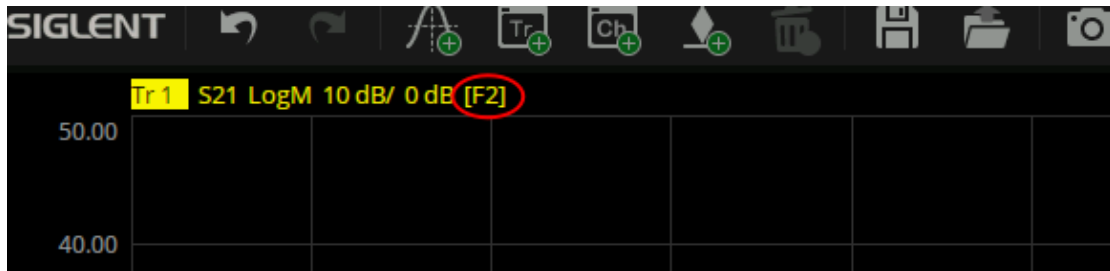 SIGLENT Tr Ch
Tr 1 S21 LogM 10 dB/ 0 dB [F2]
50.00
40.00